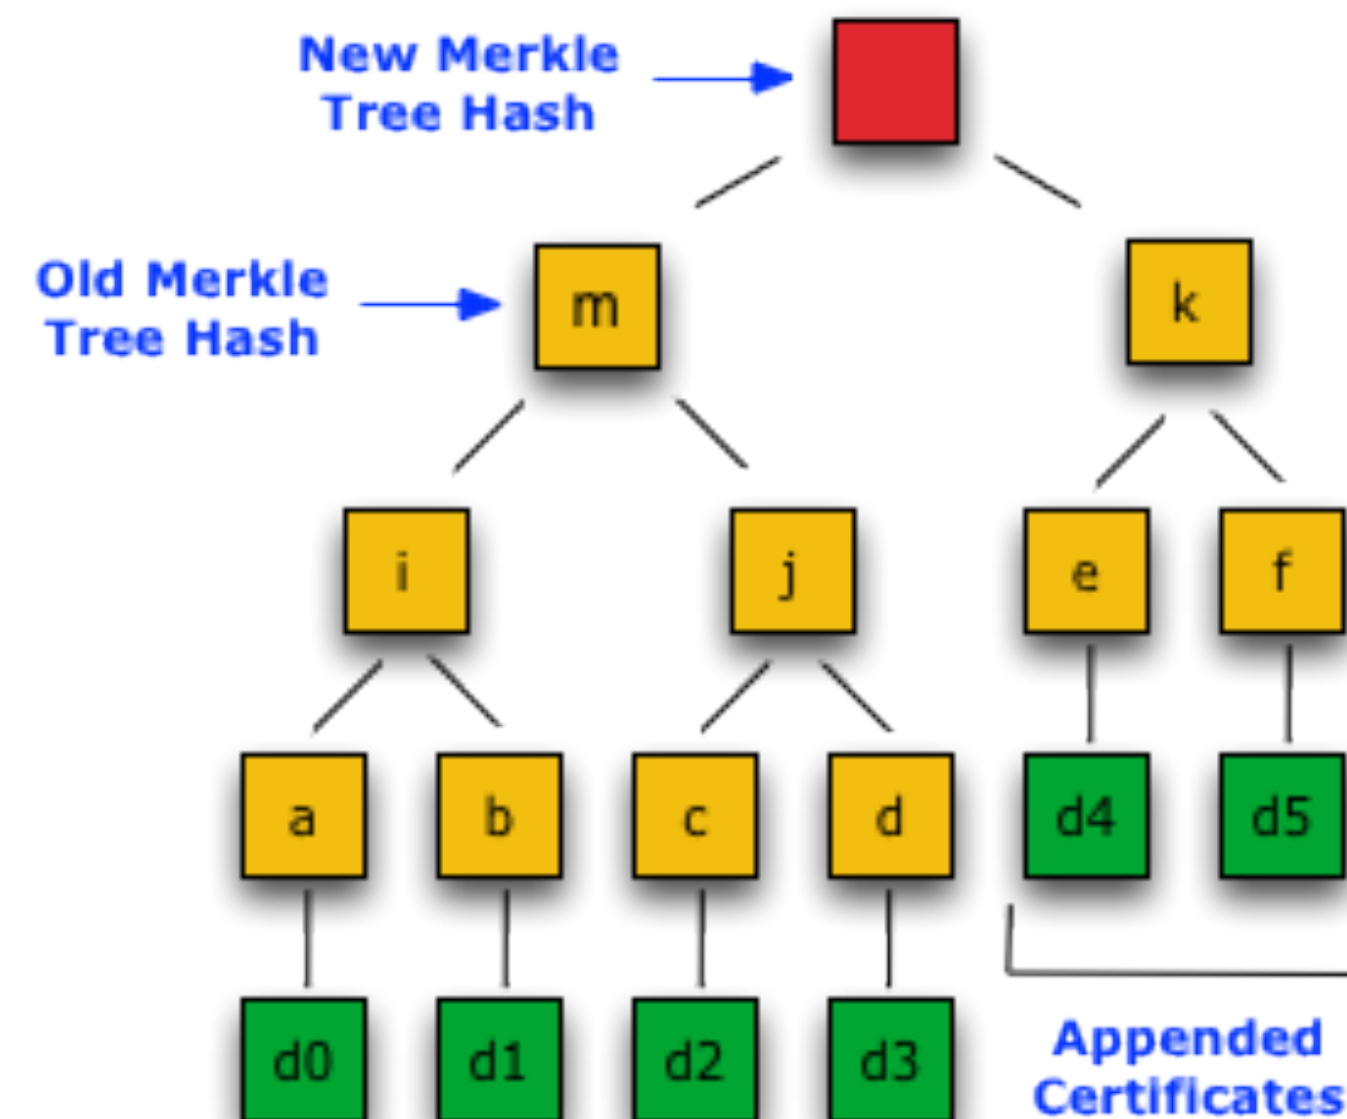 New Merkle
Tree Hash
Old Merkle
Tree Hash
m
k
i
j
e
f
a
b
c
d
d4
d5
d0
d1
d2
d3
Appended
Certificates